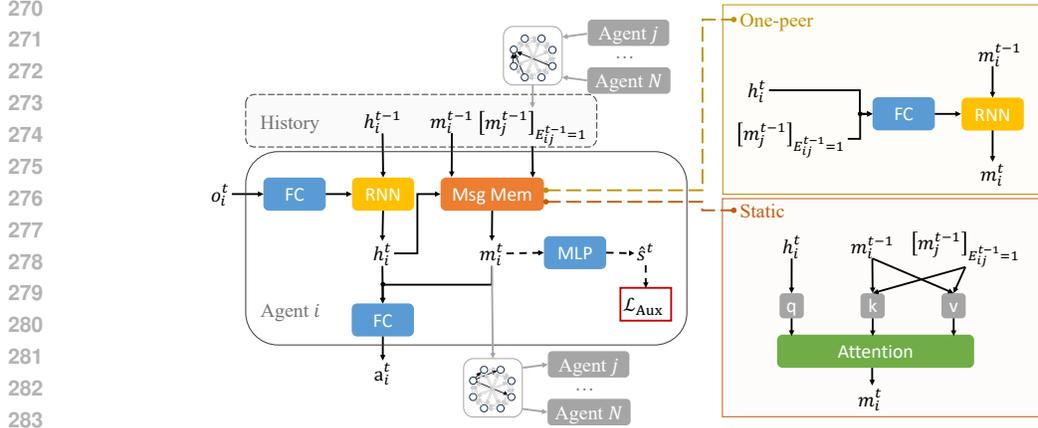 270
271
272
273
274
275
276
277
278
279
280
281
282
283
Agent j
...
Agent N
History
h_i^{t-1}
m_i^{t-1} [m_j^{t-1}]_{E_{ij}^{t-1}=1}
o_i^t
FC
RNN
Msg Mem
h_i^t
m_i^t
MLP
ŝ^t
ℒ_Aux
Agent i
FC
a_i^t
Agent j
...
Agent N
One-peer
m_i^{t-1}
h_i^t
FC
RNN
[m_j^{t-1}]_{E_{ij}^{t-1}=1}
m_i^t
Static
h_i^t
m_i^{t-1}
[m_j^{t-1}]_{E_{ij}^{t-1}=1}
q
k
v
Attention
m_i^t